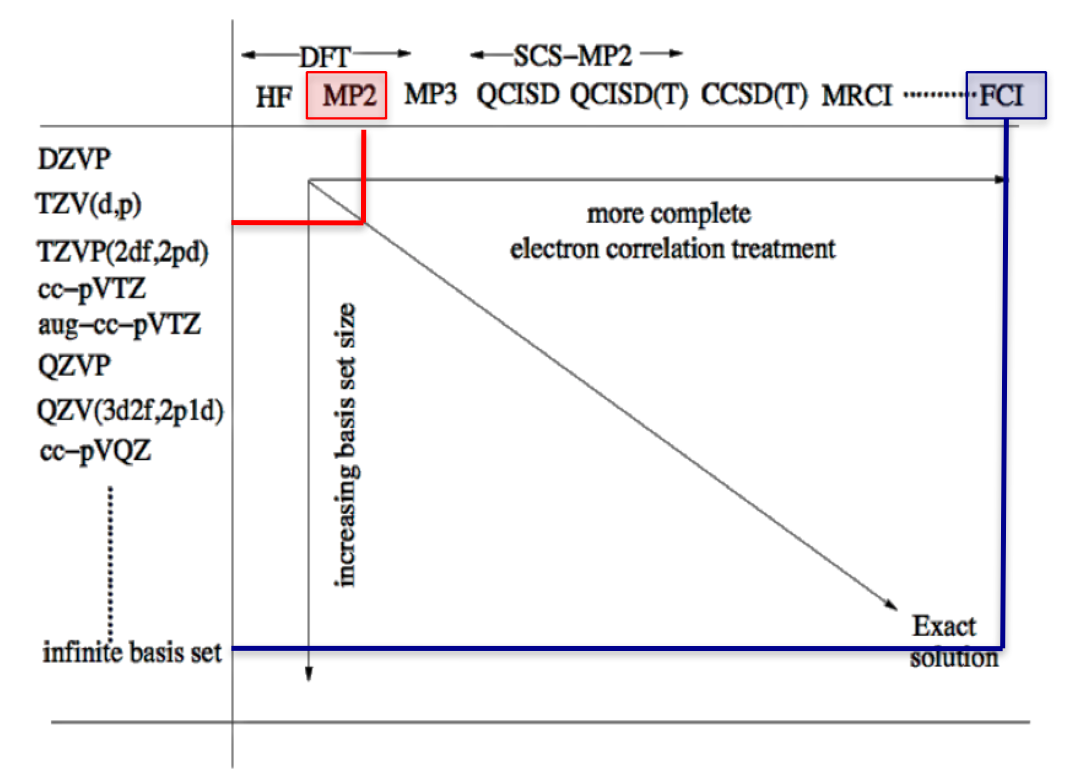 DFT SCS–MP2
HF MP2 MP3 QCISD QCISD(T) CCSD(T) MRCI FCI
DZVP
TZV(d,p)
TZVP(2df,2pd)
cc–pVTZ
aug–cc–pVTZ
QZVP
QZV(3d2f,2p1d)
cc–pVQZ
infinite basis set
more complete
electron correlation treatment
increasing basis set size
Exact
solution